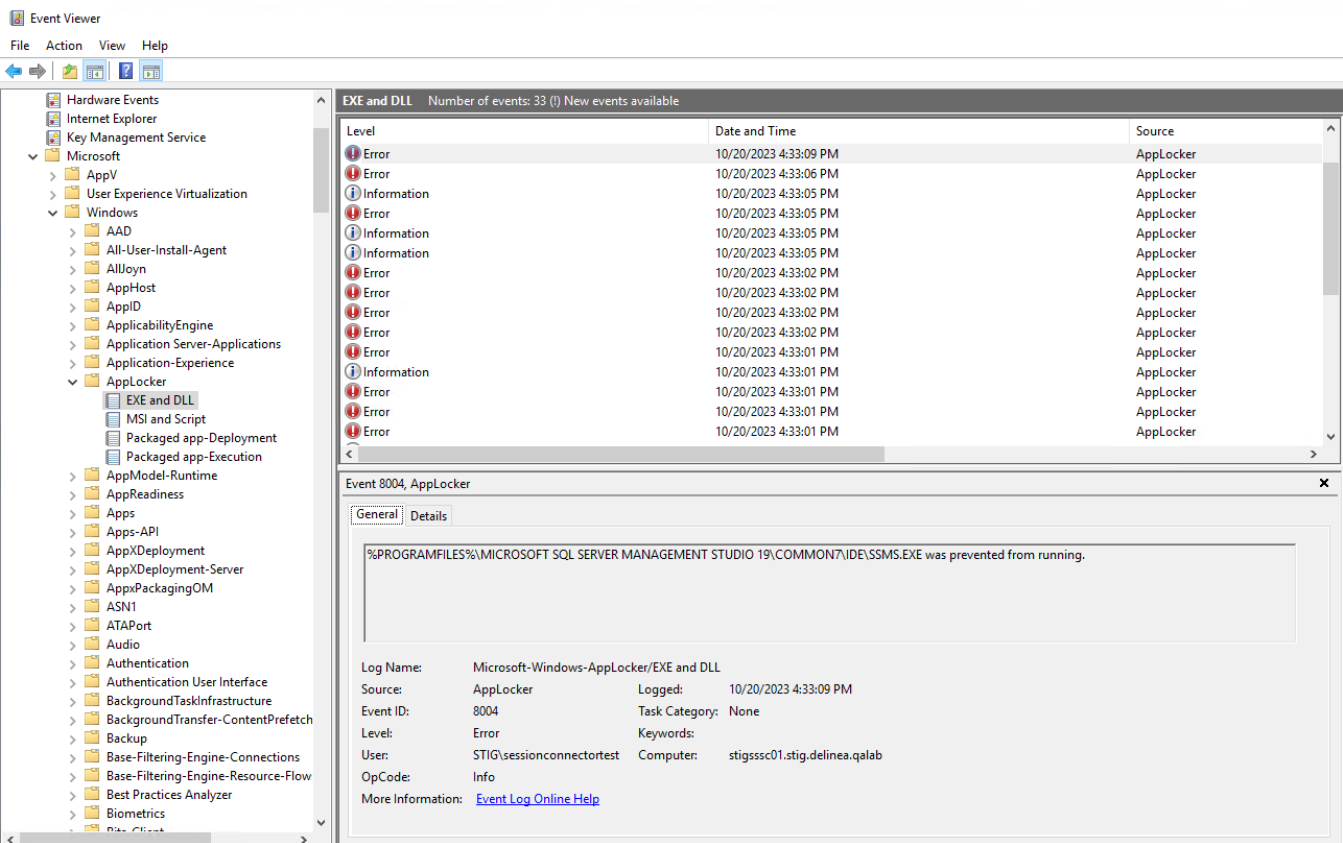 Event Viewer
File Action View Help
Hardware Events
Internet Explorer
Key Management Service
Microsoft
AppV
User Experience Virtualization
Windows
AAD
All-User-Install-Agent
AllJoyn
AppHost
AppID
ApplicabilityEngine
Application Server-Applications
Application-Experience
AppLocker
EXE and DLL
MSI and Script
Packaged app-Deployment
Packaged app-Execution
AppModel-Runtime
AppReadiness
Apps
Apps-API
AppXDeployment
AppXDeployment-Server
AppxPackagingOM
ASN1
ATAPort
Audio
Authentication
Authentication User Interface
BackgroundTaskInfrastructure
BackgroundTransfer-ContentPrefetch
Backup
Base-Filtering-Engine-Connections
Base-Filtering-Engine-Resource-Flow
Best Practices Analyzer
Biometrics
EXE and DLL Number of events: 33 (!) New events available
Level Date and Time Source
Error 10/20/2023 4:33:09 PM AppLocker
Error 10/20/2023 4:33:06 PM AppLocker
Information 10/20/2023 4:33:05 PM AppLocker
Error 10/20/2023 4:33:05 PM AppLocker
Information 10/20/2023 4:33:05 PM AppLocker
Information 10/20/2023 4:33:05 PM AppLocker
Error 10/20/2023 4:33:02 PM AppLocker
Error 10/20/2023 4:33:02 PM AppLocker
Error 10/20/2023 4:33:02 PM AppLocker
Error 10/20/2023 4:33:02 PM AppLocker
Error 10/20/2023 4:33:01 PM AppLocker
Information 10/20/2023 4:33:01 PM AppLocker
Error 10/20/2023 4:33:01 PM AppLocker
Error 10/20/2023 4:33:01 PM AppLocker
Error 10/20/2023 4:33:01 PM AppLocker
Event 8004, AppLocker
General Details
%PROGRAMFILES%\MICROSOFT SQL SERVER MANAGEMENT STUDIO 19\COMMON7\IDE\SSMS.EXE was prevented from running.
Log Name: Microsoft-Windows-AppLocker/EXE and DLL
Source: AppLocker Logged: 10/20/2023 4:33:09 PM
Event ID: 8004 Task Category: None
Level: Error Keywords:
User: STIG\sessionconnectortest Computer: stigsssc01.stig.delinea.qalab
OpCode: Info
More Information: Event Log Online Help